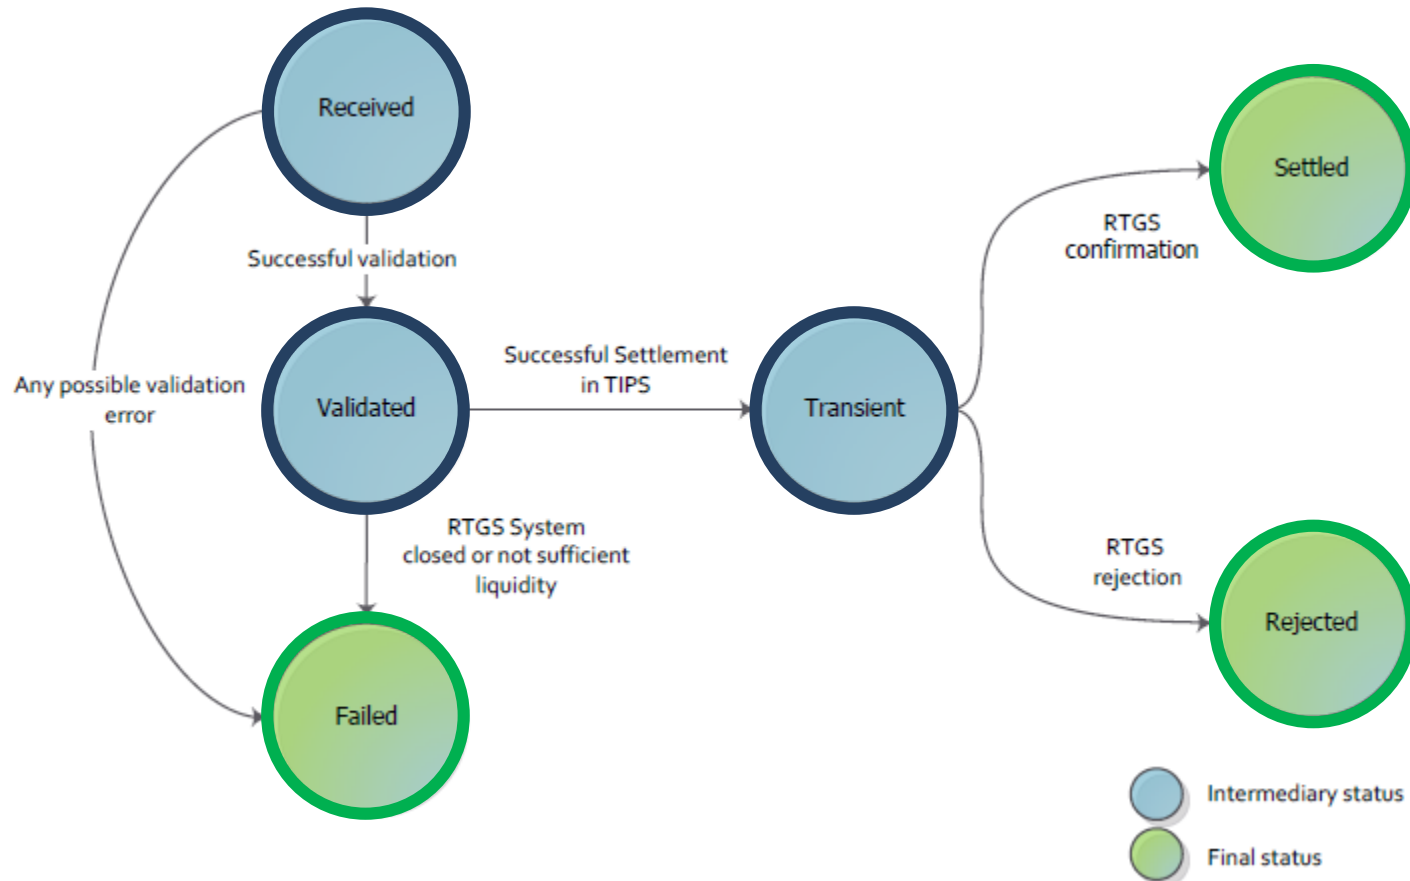 Received
Successful validation
Any possible validation
error
Validated
Successful Settlement
in TIPS
Transient
RTGS System
closed or not sufficient
liquidity
Failed
Settled
RTGS
confirmation
RTGS
rejection
Rejected
Intermediary status
Final status